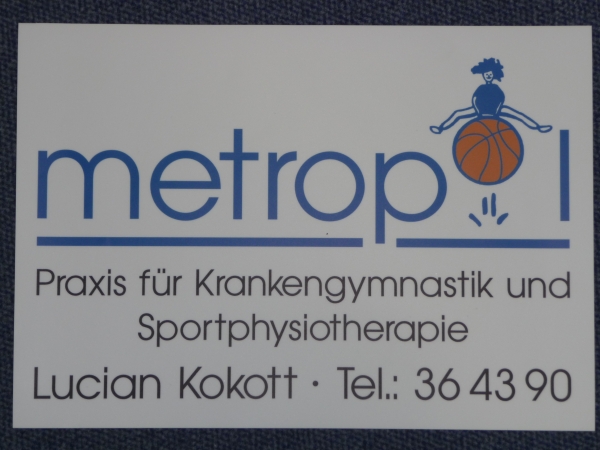 metropol
Praxis für Krankengymnastik und
Sportphysiotherapie
Lucian Kokott · Tel.: 36 43 90